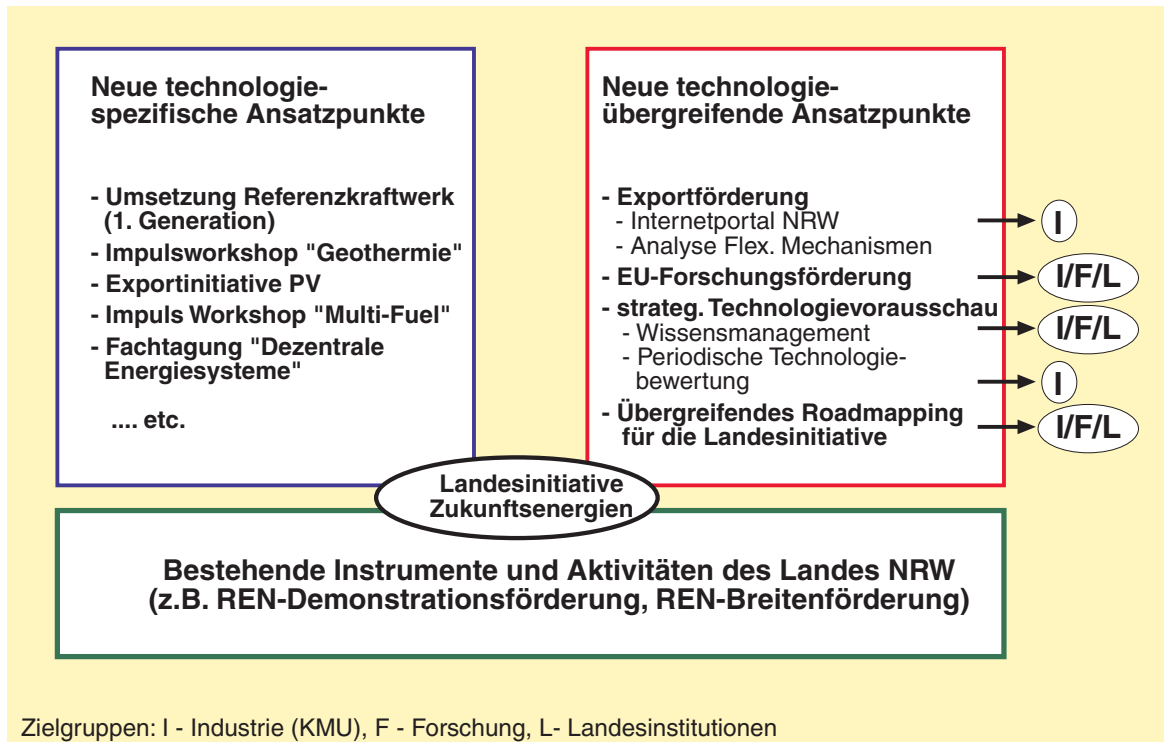 Neue technologie-
spezifische Ansatzpunkte
- Umsetzung Referenzkraftwerk
(1. Generation)
- Impulsworkshop "Geothermie"
- Exportinitiative PV
- Impuls Workshop "Multi-Fuel"
- Fachtagung "Dezentrale
Energiesysteme"
.... etc.
Neue technologie-
übergreifende Ansatzpunkte
- Exportförderung
- Internetportal NRW
I
- Analyse Flex. Mechanismen
- EU-Forschungsförderung
I/F/L
- strateg. Technologievorausschau
- Wissensmanagement
I/F/L
- Periodische Technologie-
bewertung
I
- Übergreifendes Roadmapping
für die Landesinitiative
I/F/L
Landesinitiative
Zukunftsenergien
Bestehende Instrumente und Aktivitäten des Landes NRW
(z.B. REN-Demonstrationsförderung, REN-Breitenförderung)
Zielgruppen: I - Industrie (KMU), F - Forschung, L- Landesinstitutionen